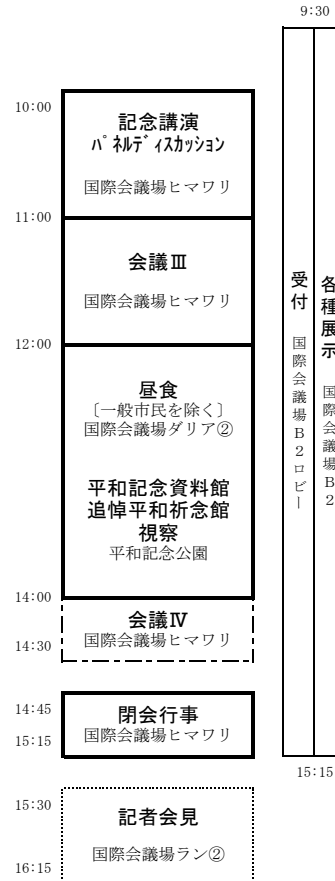 9:30
10:00
記念講演
パネルディスカッション
国際会議場ヒマワリ
11:00
会議Ⅲ
国際会議場ヒマワリ
12:00
昼食
〔一般市民を除く〕
国際会議場ダリア②
平和記念資料館
追悼平和祈念館
視察
平和記念公園
14:00
会議Ⅳ
国際会議場ヒマワリ
14:30
14:45
閉会行事
国際会議場ヒマワリ
15:15
15:30
記者会見
国際会議場ラン②
16:15
受付 国際会議場B2ロビー
各種展示 国際会議場B2
15:15